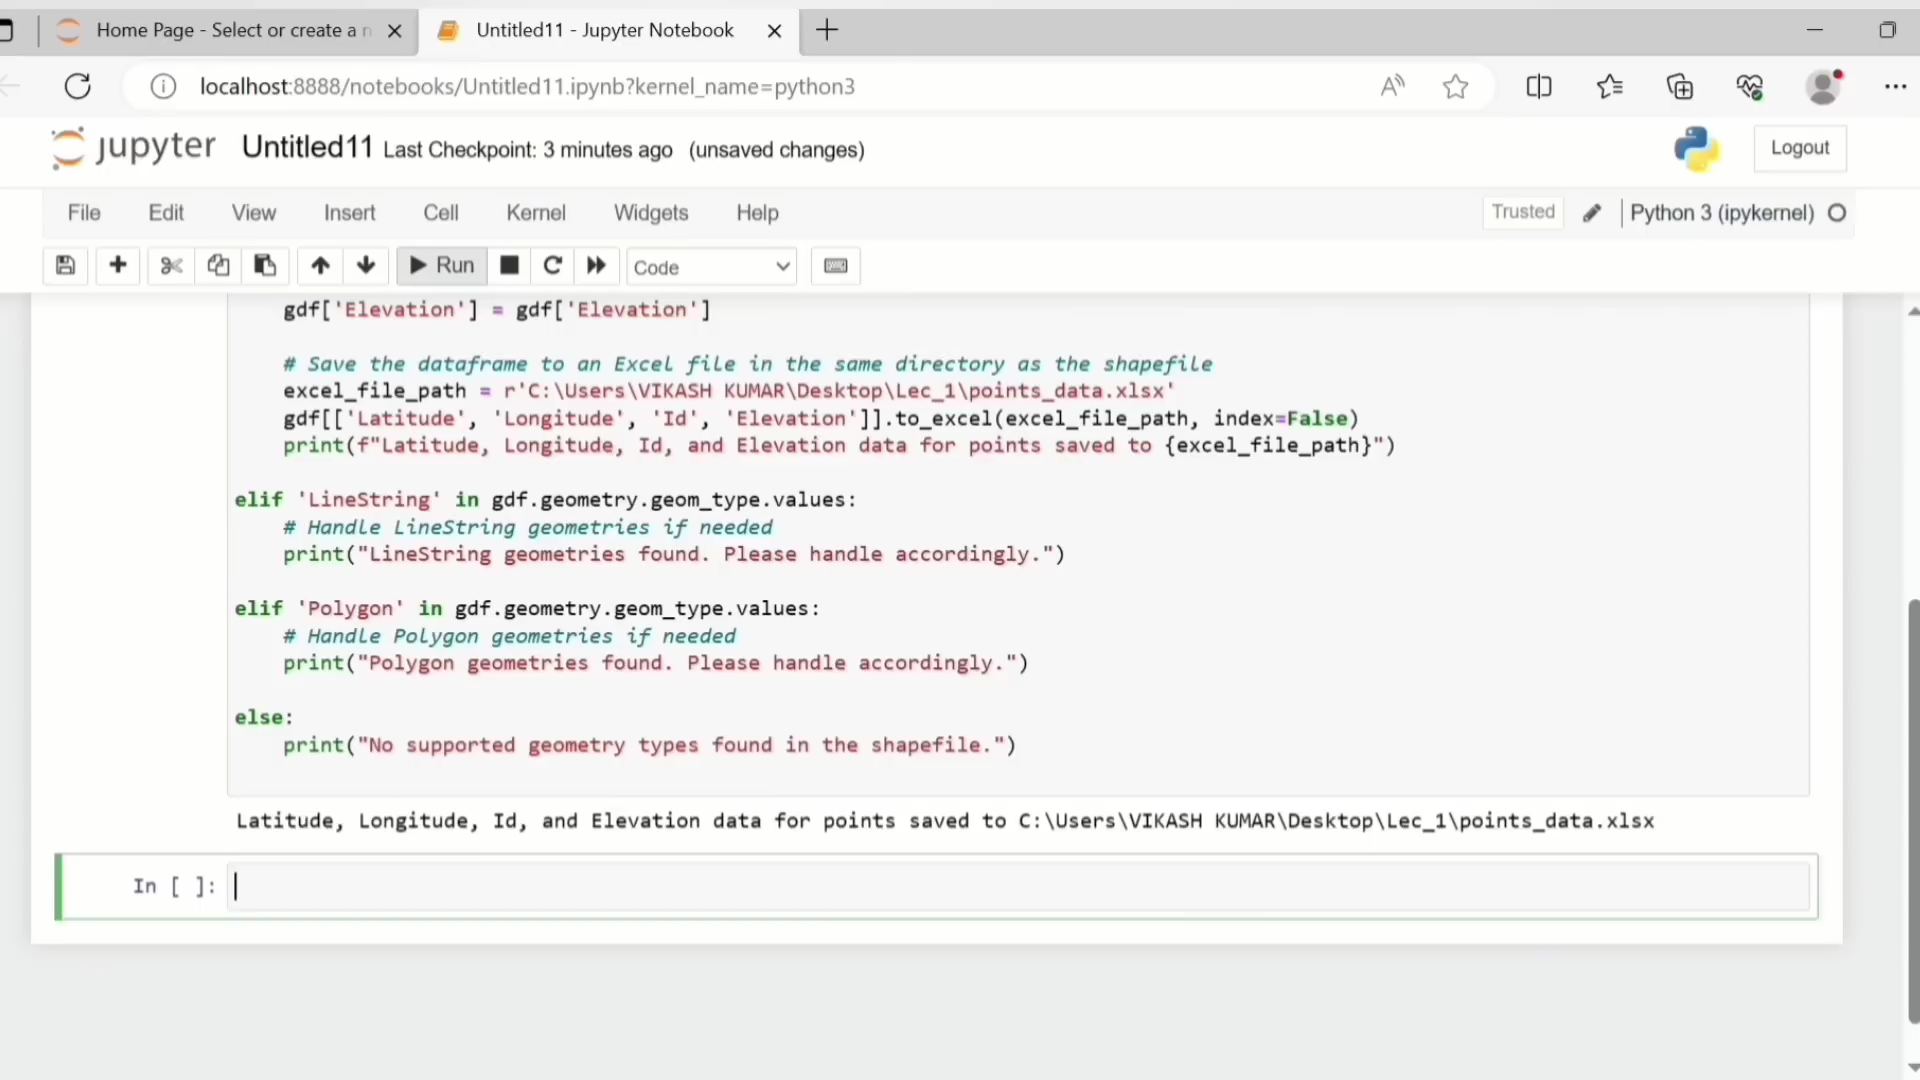 Home Page - Select or create a n
Untitled11 - Jupyter Notebook
localhost:8888/notebooks/Untitled11.ipynb?kernel_name=python3
jupyter Untitled11 Last Checkpoint: 3 minutes ago (unsaved changes)
Logout
File Edit View Insert Cell Kernel Widgets Help
Trusted
Python 3 (ipykernel)
Run
Code
gdf['Elevation'] = gdf['Elevation']
# Save the dataframe to an Excel file in the same directory as the shapefile
excel_file_path = r'C:\Users\VIKASH KUMAR\Desktop\Lec_1\points_data.xlsx'
gdf[['Latitude', 'Longitude', 'Id', 'Elevation']].to_excel(excel_file_path, index=False)
print(f"Latitude, Longitude, Id, and Elevation data for points saved to {excel_file_path}")
elif 'LineString' in gdf.geometry.geom_type.values:
# Handle LineString geometries if needed
print("LineString geometries found. Please handle accordingly.")
elif 'Polygon' in gdf.geometry.geom_type.values:
# Handle Polygon geometries if needed
print("Polygon geometries found. Please handle accordingly.")
else:
print("No supported geometry types found in the shapefile.")
Latitude, Longitude, Id, and Elevation data for points saved to C:\Users\VIKASH KUMAR\Desktop\Lec_1\points_data.xlsx
In [ ]: